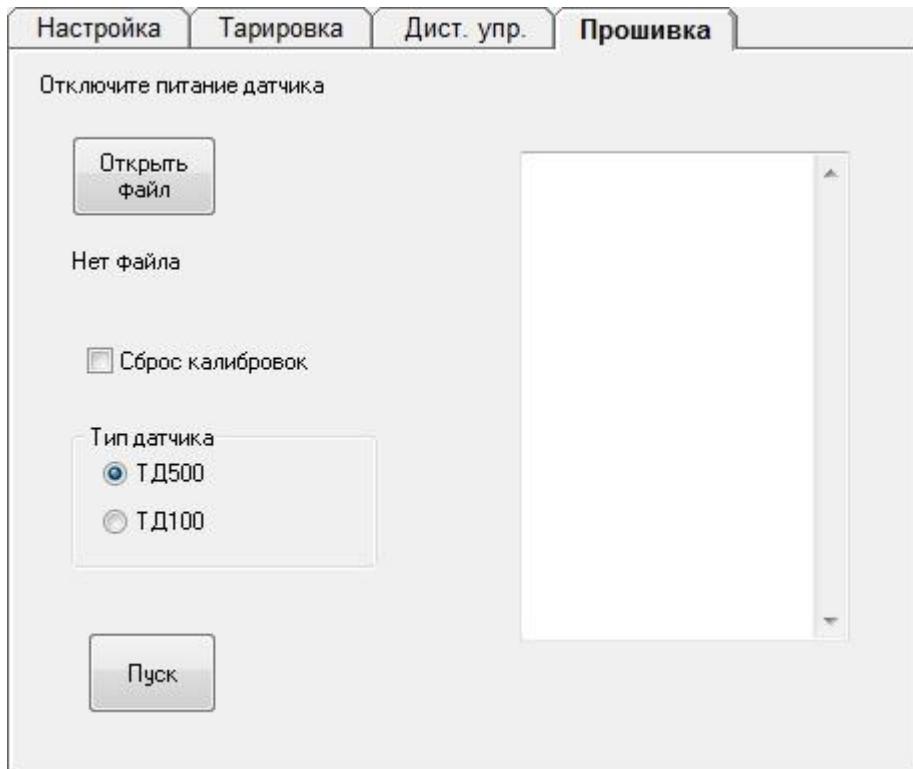 Настройка Тарировка Дист. упр. Прошивка
Отключите питание датчика
Открыть
файл
Нет файла
Сброс калибровок
Тип датчика
ТД500
ТД100
Пуск